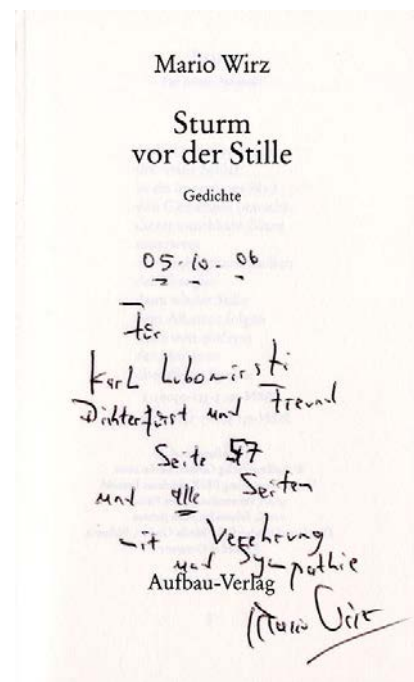 Mario Wirz
Sturm
vor der Stille
Gedichte
05.10.06
Für
Karl Lubomirski
Dichterfürst und Freund
Seite 57
und alle Seiten
mit Verehrung
und Sympathie
Aufbau-Verlag
Mario Wirz